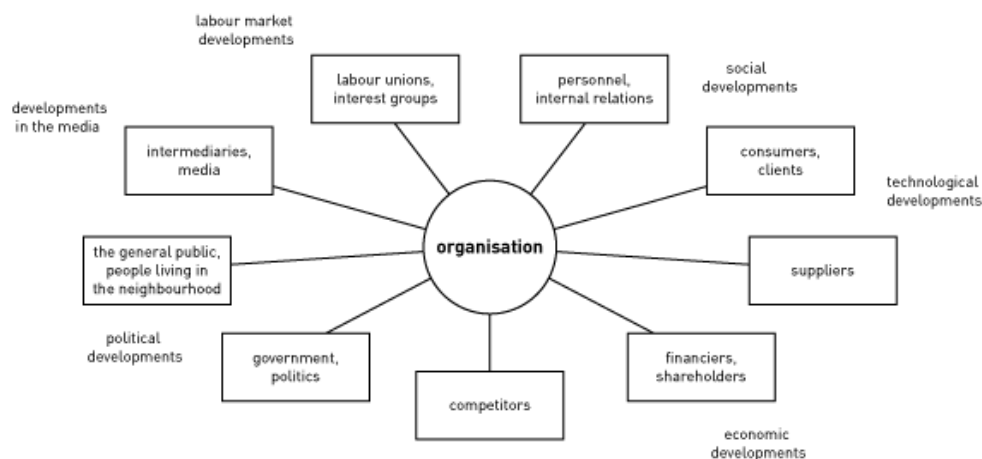 labour market
developments
labour unions,
interest groups
personnel,
internal relations
social
developments
developments
in the media
intermediaries,
media
consumers,
clients
technological
developments
organisation
the general public,
people living in
the neighbourhood
suppliers
political
developments
government,
politics
financiers,
shareholders
competitors
economic
developments